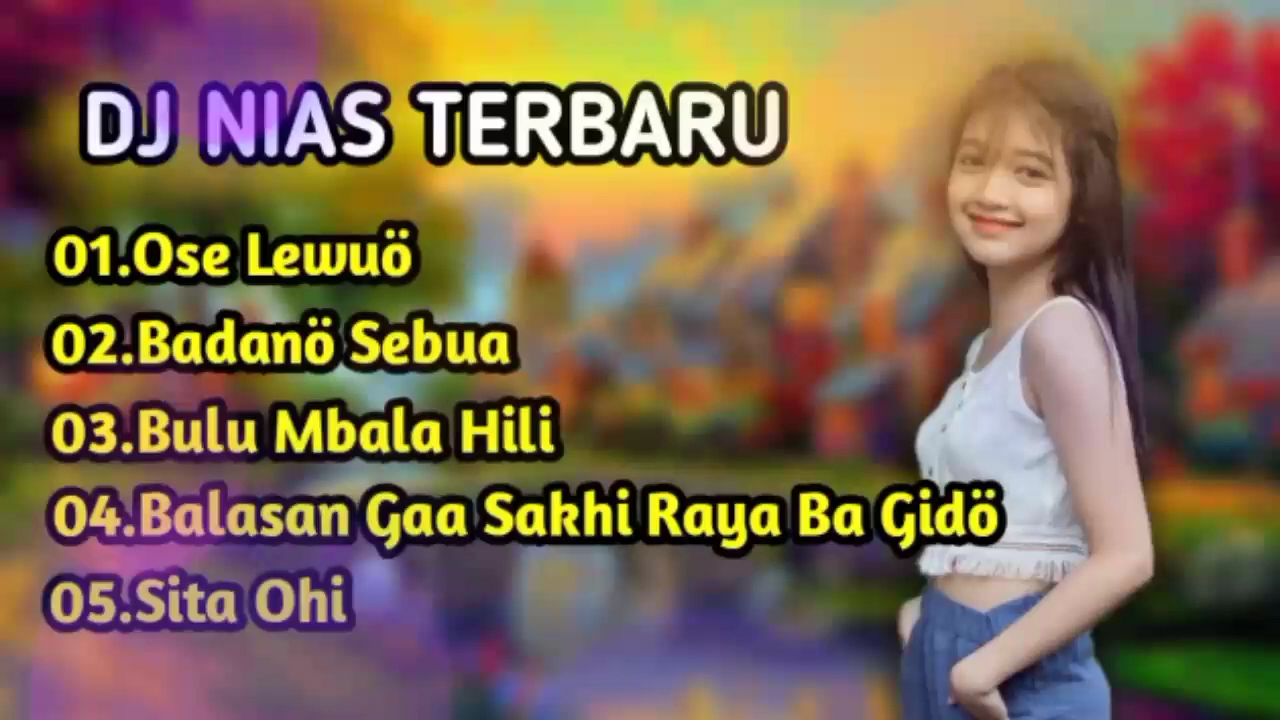 DJ NIAS TERBARU
01.Ose Lewuö
02.Badanö Sebua
03.Bulu Mbala Hili
04.Balasan Gaa Sakhi Raya Ba Gidö
05.Sita Ohi